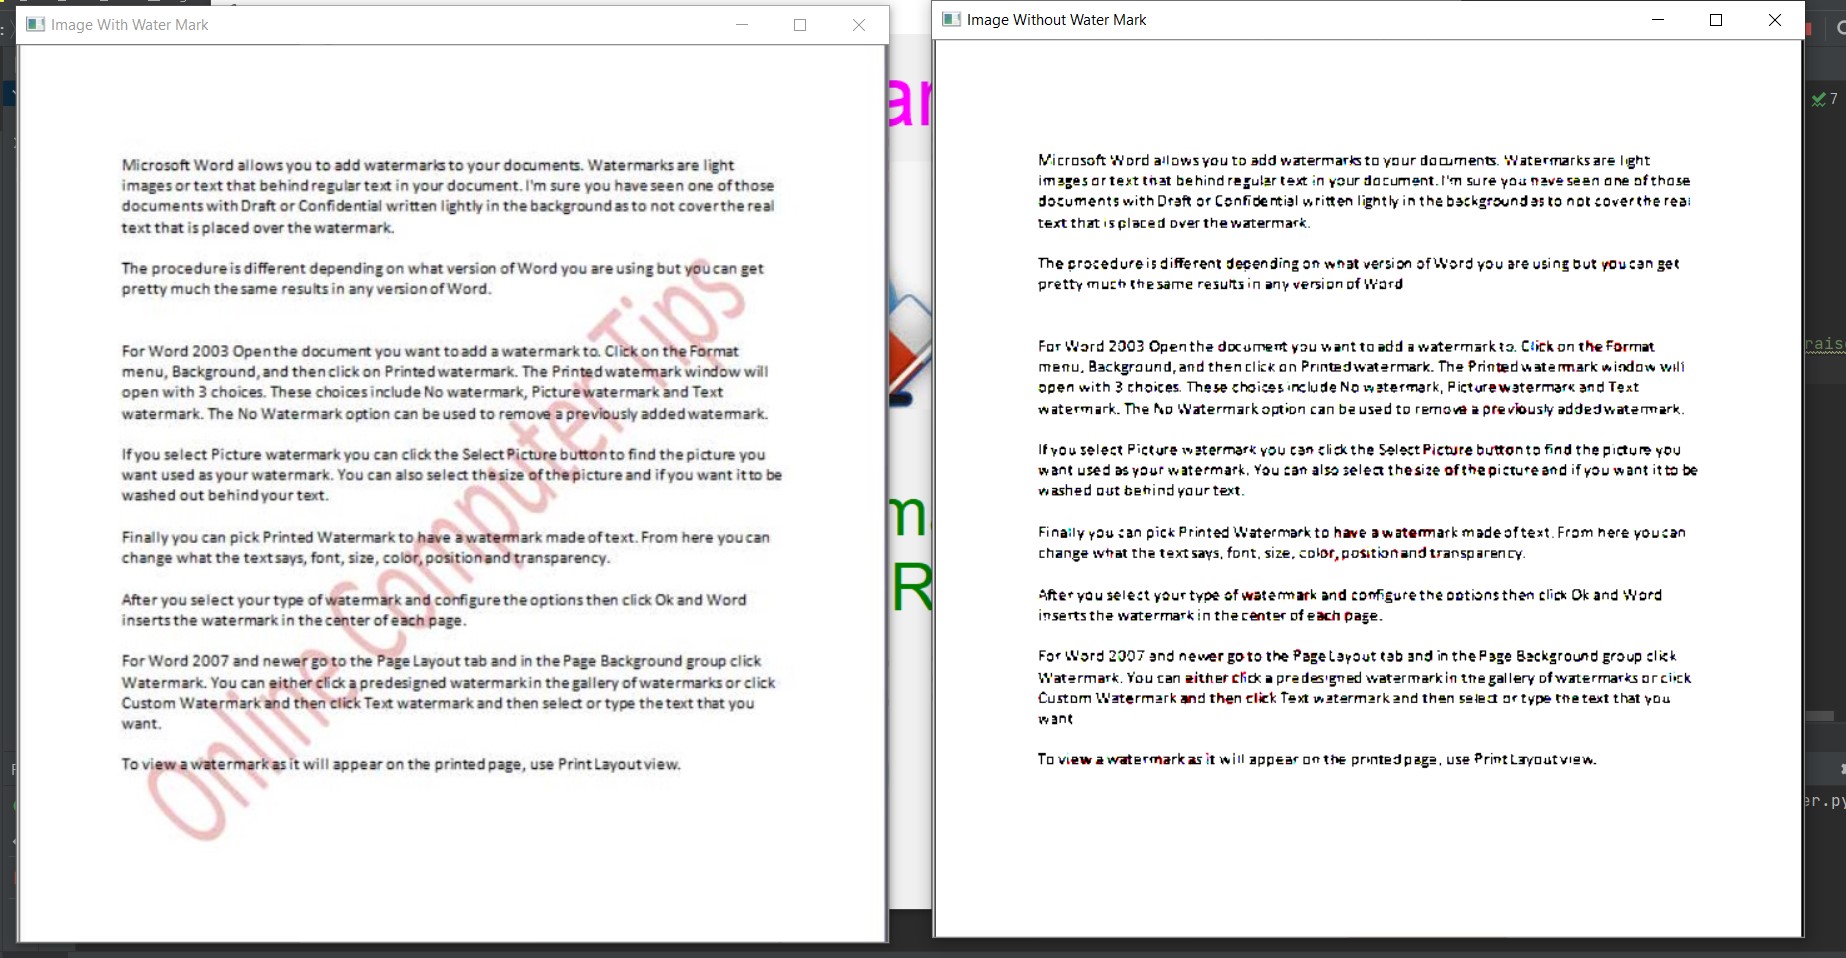 Image With Water Mark
Microsoft Word allows you to add watermarks to your documents. Watermarks are light
images or text that behind regular text in your document. I'm sure you have seen one of those
documents with Draft or Confidential written lightly in the background as to not cover the real
text that is placed over the watermark.
The procedure is different depending on what version of Word you are using but you can get
pretty much the same results in any version of Word.
For Word 2003 Open the document you want to add a watermark to. Click on the Format
menu, Background, and then click on Printed watermark. The Printed watermark window will
open with 3 choices. These choices include No watermark, Picture watermark and Text
watermark. The No Watermark option can be used to remove a previously added watermark.
If you select Picture watermark you can click the Select Picture button to find the picture you
want used as your watermark. You can also select the size of the picture and if you want it to be
washed out behind your text.
Finally you can pick Printed Watermark to have a watermark made of text. From here you can
change what the text says, font, size, color, position and transparency.
After you select your type of watermark and configure the options then click Ok and Word
inserts the watermark in the center of each page.
For Word 2007 and newer go to the Page Layout tab and in the Page Background group click
Watermark. You can either click a predesigned watermark in the gallery of watermarks or click
Custom Watermark and then click Text watermark and then select or type the text that you
want.
To view a watermark as it will appear on the printed page, use Print Layout view.
Online Computer Tips
Image Without Water Mark
Microsoft Word allows you to add watermarks to your documents. Watermarks are light
images or text that behind regular text in your document. I'm sure you have seen one of those
documents with Draft or Confidential written lightly in the background as to not cover the real
text that is placed over the watermark.
The procedure is different depending on what version of Word you are using but you can get
pretty much the same results in any version of Word
For Word 2003 Open the document you want to add a watermark to. Click on the Format
menu, Background, and then click on Printed watermark. The Printed watermark window will
open with 3 choices. These choices include No watermark, Picture watermark and Text
watermark. The No Watermark option can be used to remove a previously added watermark.
If you select Picture watermark you can click the Select Picture button to find the picture you
want used as your watermark. You can also select the size of the picture and if you want it to be
washed out behind your text.
Finally you can pick Printed Watermark to have a watermark made of text. From here you can
change what the text says, font, size, color, position and transparency.
After you select your type of watermark and configure the options then click Ok and Word
inserts the watermark in the center of each page.
For Word 2007 and newer go to the Page Layout tab and in the Page Background group click
Watermark. You can either click a predesigned watermark in the gallery of watermarks or click
Custom Watermark and then click Text watermark and then select or type the text that you
want
To view a watermark as it will appear on the printed page, use Print Layout view.
7